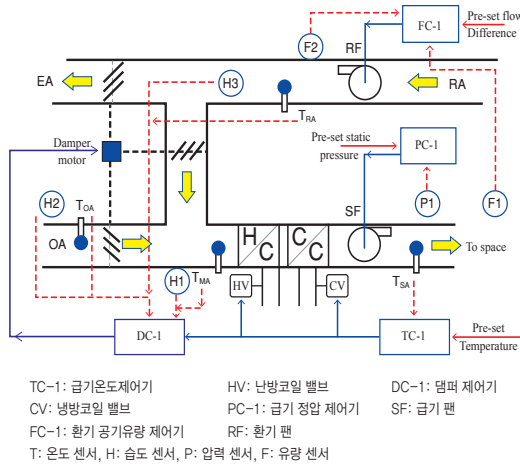 FC-1
Pre-set flow
Difference
F2
RF
EA
H3
RA
T_RA
Damper
motor
Pre-set static
pressure
PC-1
H2
T_OA
P1
F1
SF
OA
H
C
C
C
To space
H1
T_MA
HV
CV
T_SA
DC-1
TC-1
Pre-set
Temperature
TC-1: 급기온도제어기
HV: 난방코일 밸브
DC-1: 댐퍼 제어기
CV: 냉방코일 밸브
PC-1: 급기 정압 제어기
SF: 급기 팬
FC-1: 환기 공기유량 제어기
RF: 환기 팬
T: 온도 센서, H: 습도 센서, P: 압력 센서, F: 유량 센서